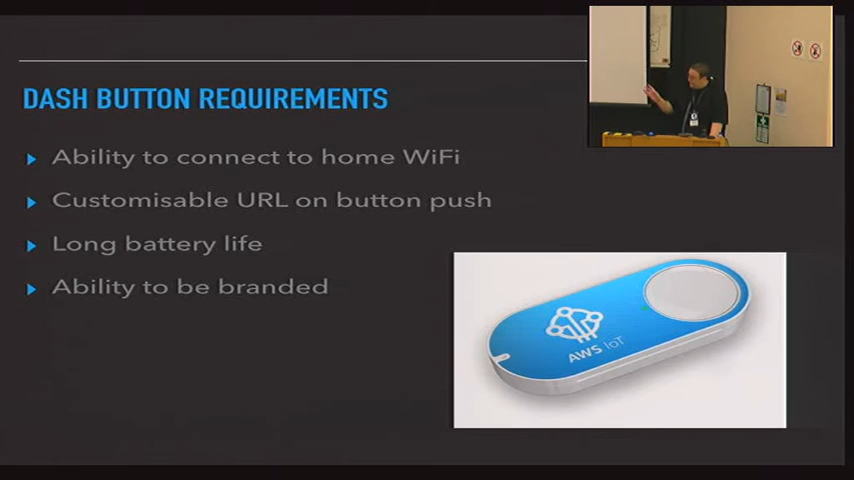 DASH BUTTON REQUIREMENTS
Ability to connect to home WiFi
Customisable URL on button push
Long battery life
Ability to be branded
AWS IoT